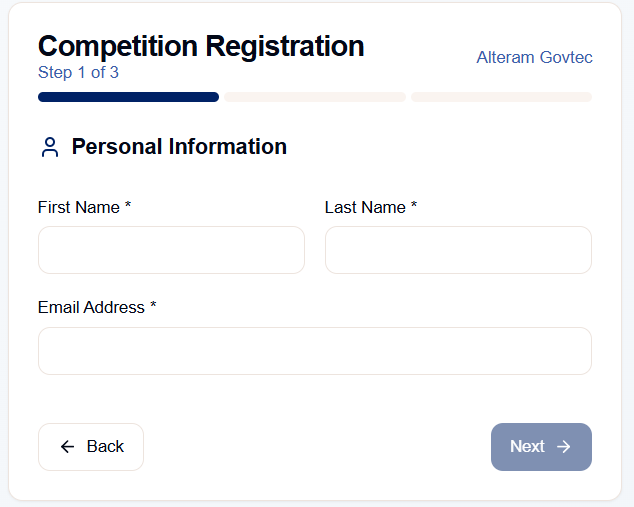 Competition Registration
Step 1 of 3
Alteram Govtec
Personal Information
First Name *
Last Name *
Email Address *
Back
Next